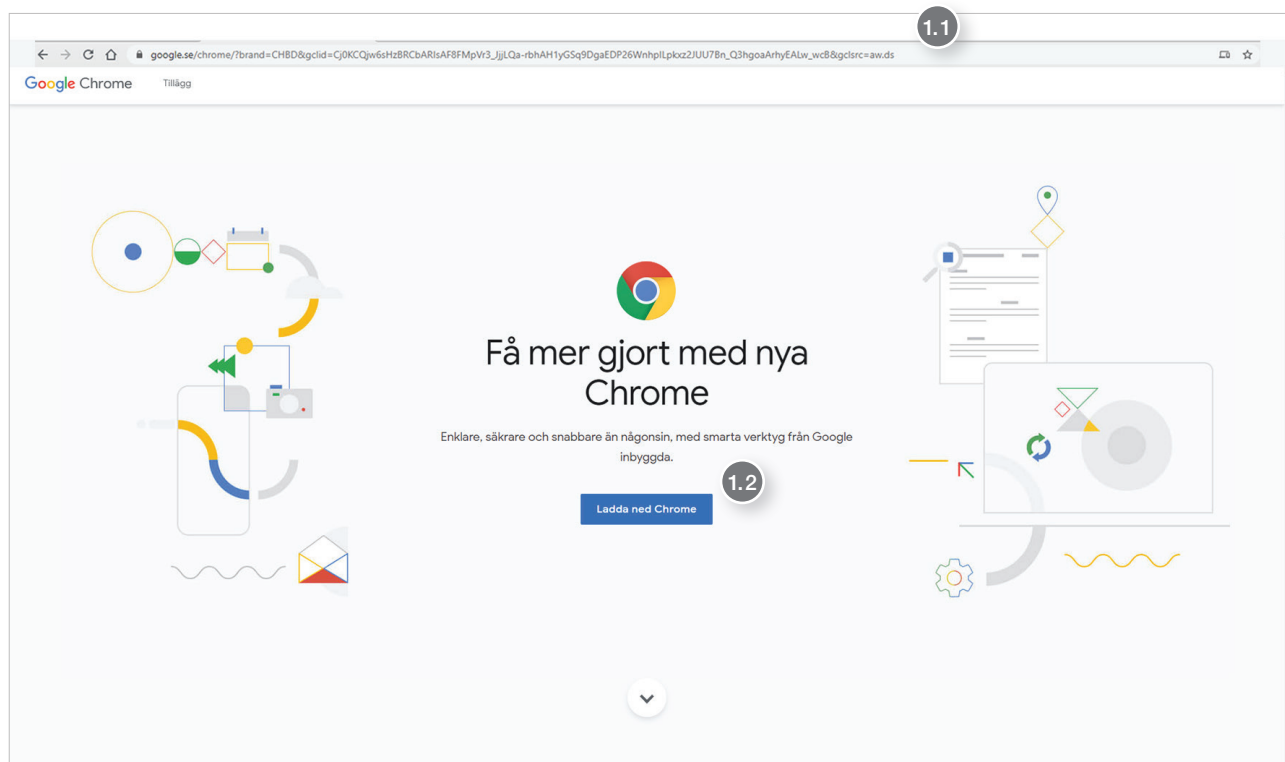 1.1
google.se/chrome/?brand=CHBD&gclid=Cj0KCQjw6sHzBRCbARIsAF8FMpVr3_JjjLQa-rbhAH1yGSq9DgaEDP26WnhpILpkxz2JUU7Bn_Q3hgoaArhyEALw_wcB&gclsrc=aw.ds
Google Chrome Tillägg
Få mer gjort med nya
Chrome
Enklare, säkrare och snabbare än någonsin, med smarta verktyg från Google
inbyggda.
1.2
Ladda ned Chrome